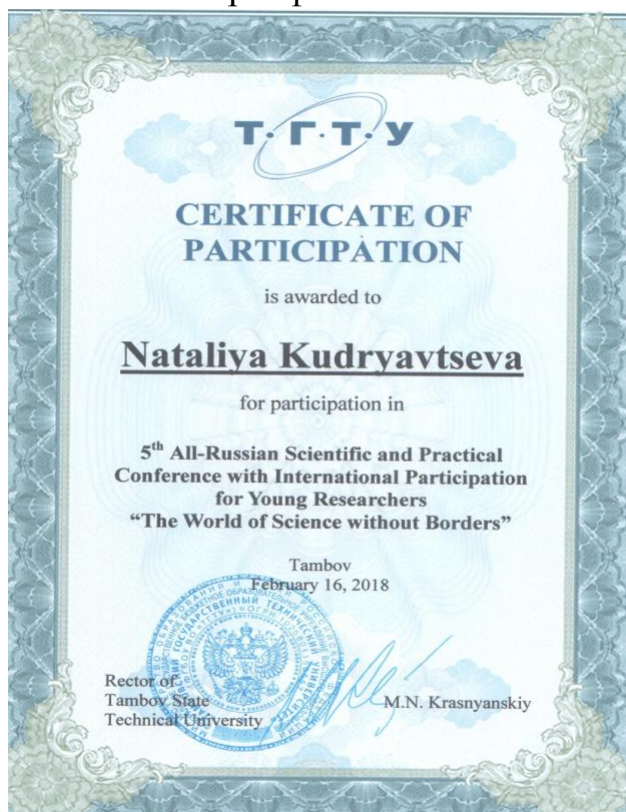 Т·Г·Т·У
CERTIFICATE OF
PARTICIPATION
is awarded to
Nataliya Kudryavtseva
for participation in
5th All-Russian Scientific and Practical
Conference with International Participation
for Young Researchers
“The World of Science without Borders”
Tambov
February 16, 2018
Rector of
Tambov State
Technical University
M.N. Krasnyanskiy
ГОСУДАРСТВЕННЫЙ ТЕХНИЧЕСКИЙ